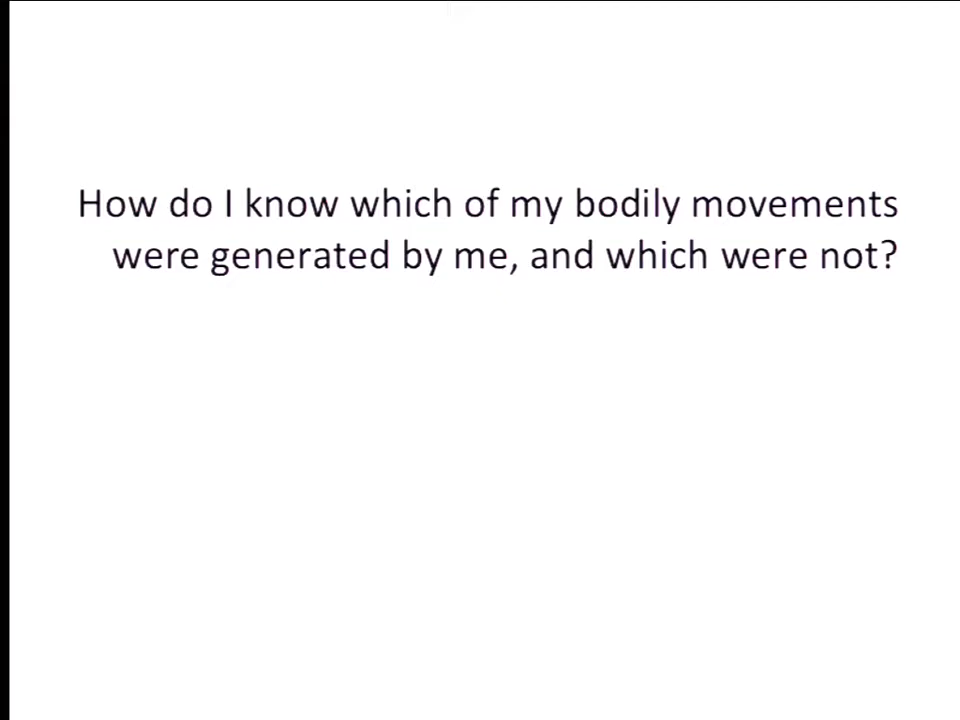 How do I know which of my bodily movements
were generated by me, and which were not?